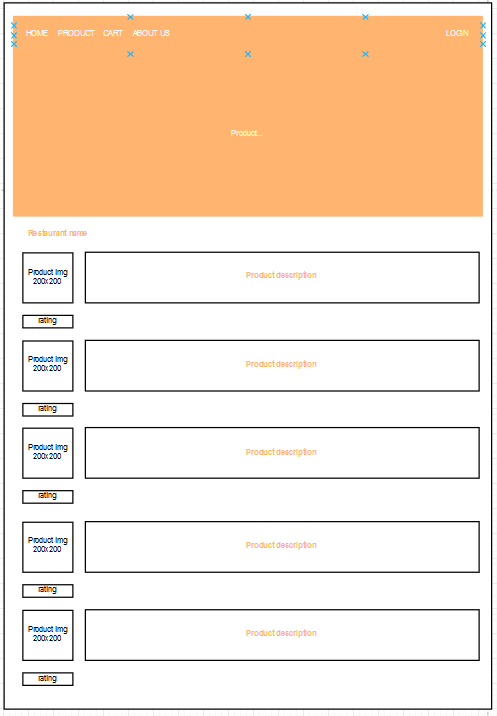 HOME PRODUCT CART ABOUT US LOGIN
Product...
Restaurant name
Product Img
200x200
Product description
rating
Product Img
200x200
Product description
rating
Product Img
200x200
Product description
rating
Product Img
200x200
Product description
rating
Product Img
200x200
Product description
rating